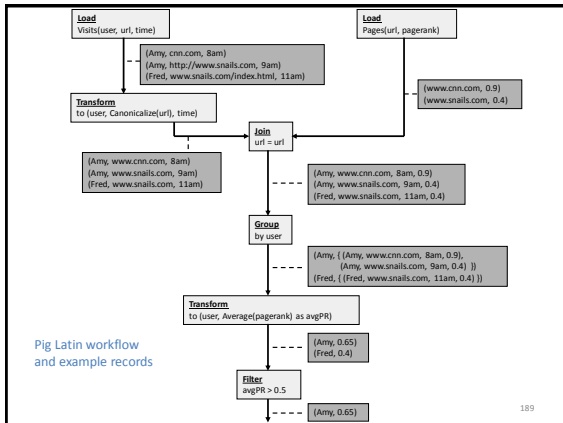 Load
Visits(user, url, time)
Load
Pages(url, pagerank)
(Amy, cnn.com, 8am)
(Amy, http://www.snails.com, 9am)
(Fred, www.snails.com/index.html, 11am)
(www.cnn.com, 0.9)
(www.snails.com, 0.4)
Transform
to (user, Canonicalize(url), time)
Join
url = url
(Amy, www.cnn.com, 8am)
(Amy, www.snails.com, 9am)
(Fred, www.snails.com, 11am)
(Amy, www.cnn.com, 8am, 0.9)
(Amy, www.snails.com, 9am, 0.4)
(Fred, www.snails.com, 11am, 0.4)
Group
by user
(Amy, { (Amy, www.cnn.com, 8am, 0.9),
(Amy, www.snails.com, 9am, 0.4) })
(Fred, { (Fred, www.snails.com, 11am, 0.4) })
Transform
to (user, Average(pagerank) as avgPR)
(Amy, 0.65)
(Fred, 0.4)
Pig Latin workflow
and example records
Filter
avgPR > 0.5
(Amy, 0.65)
189